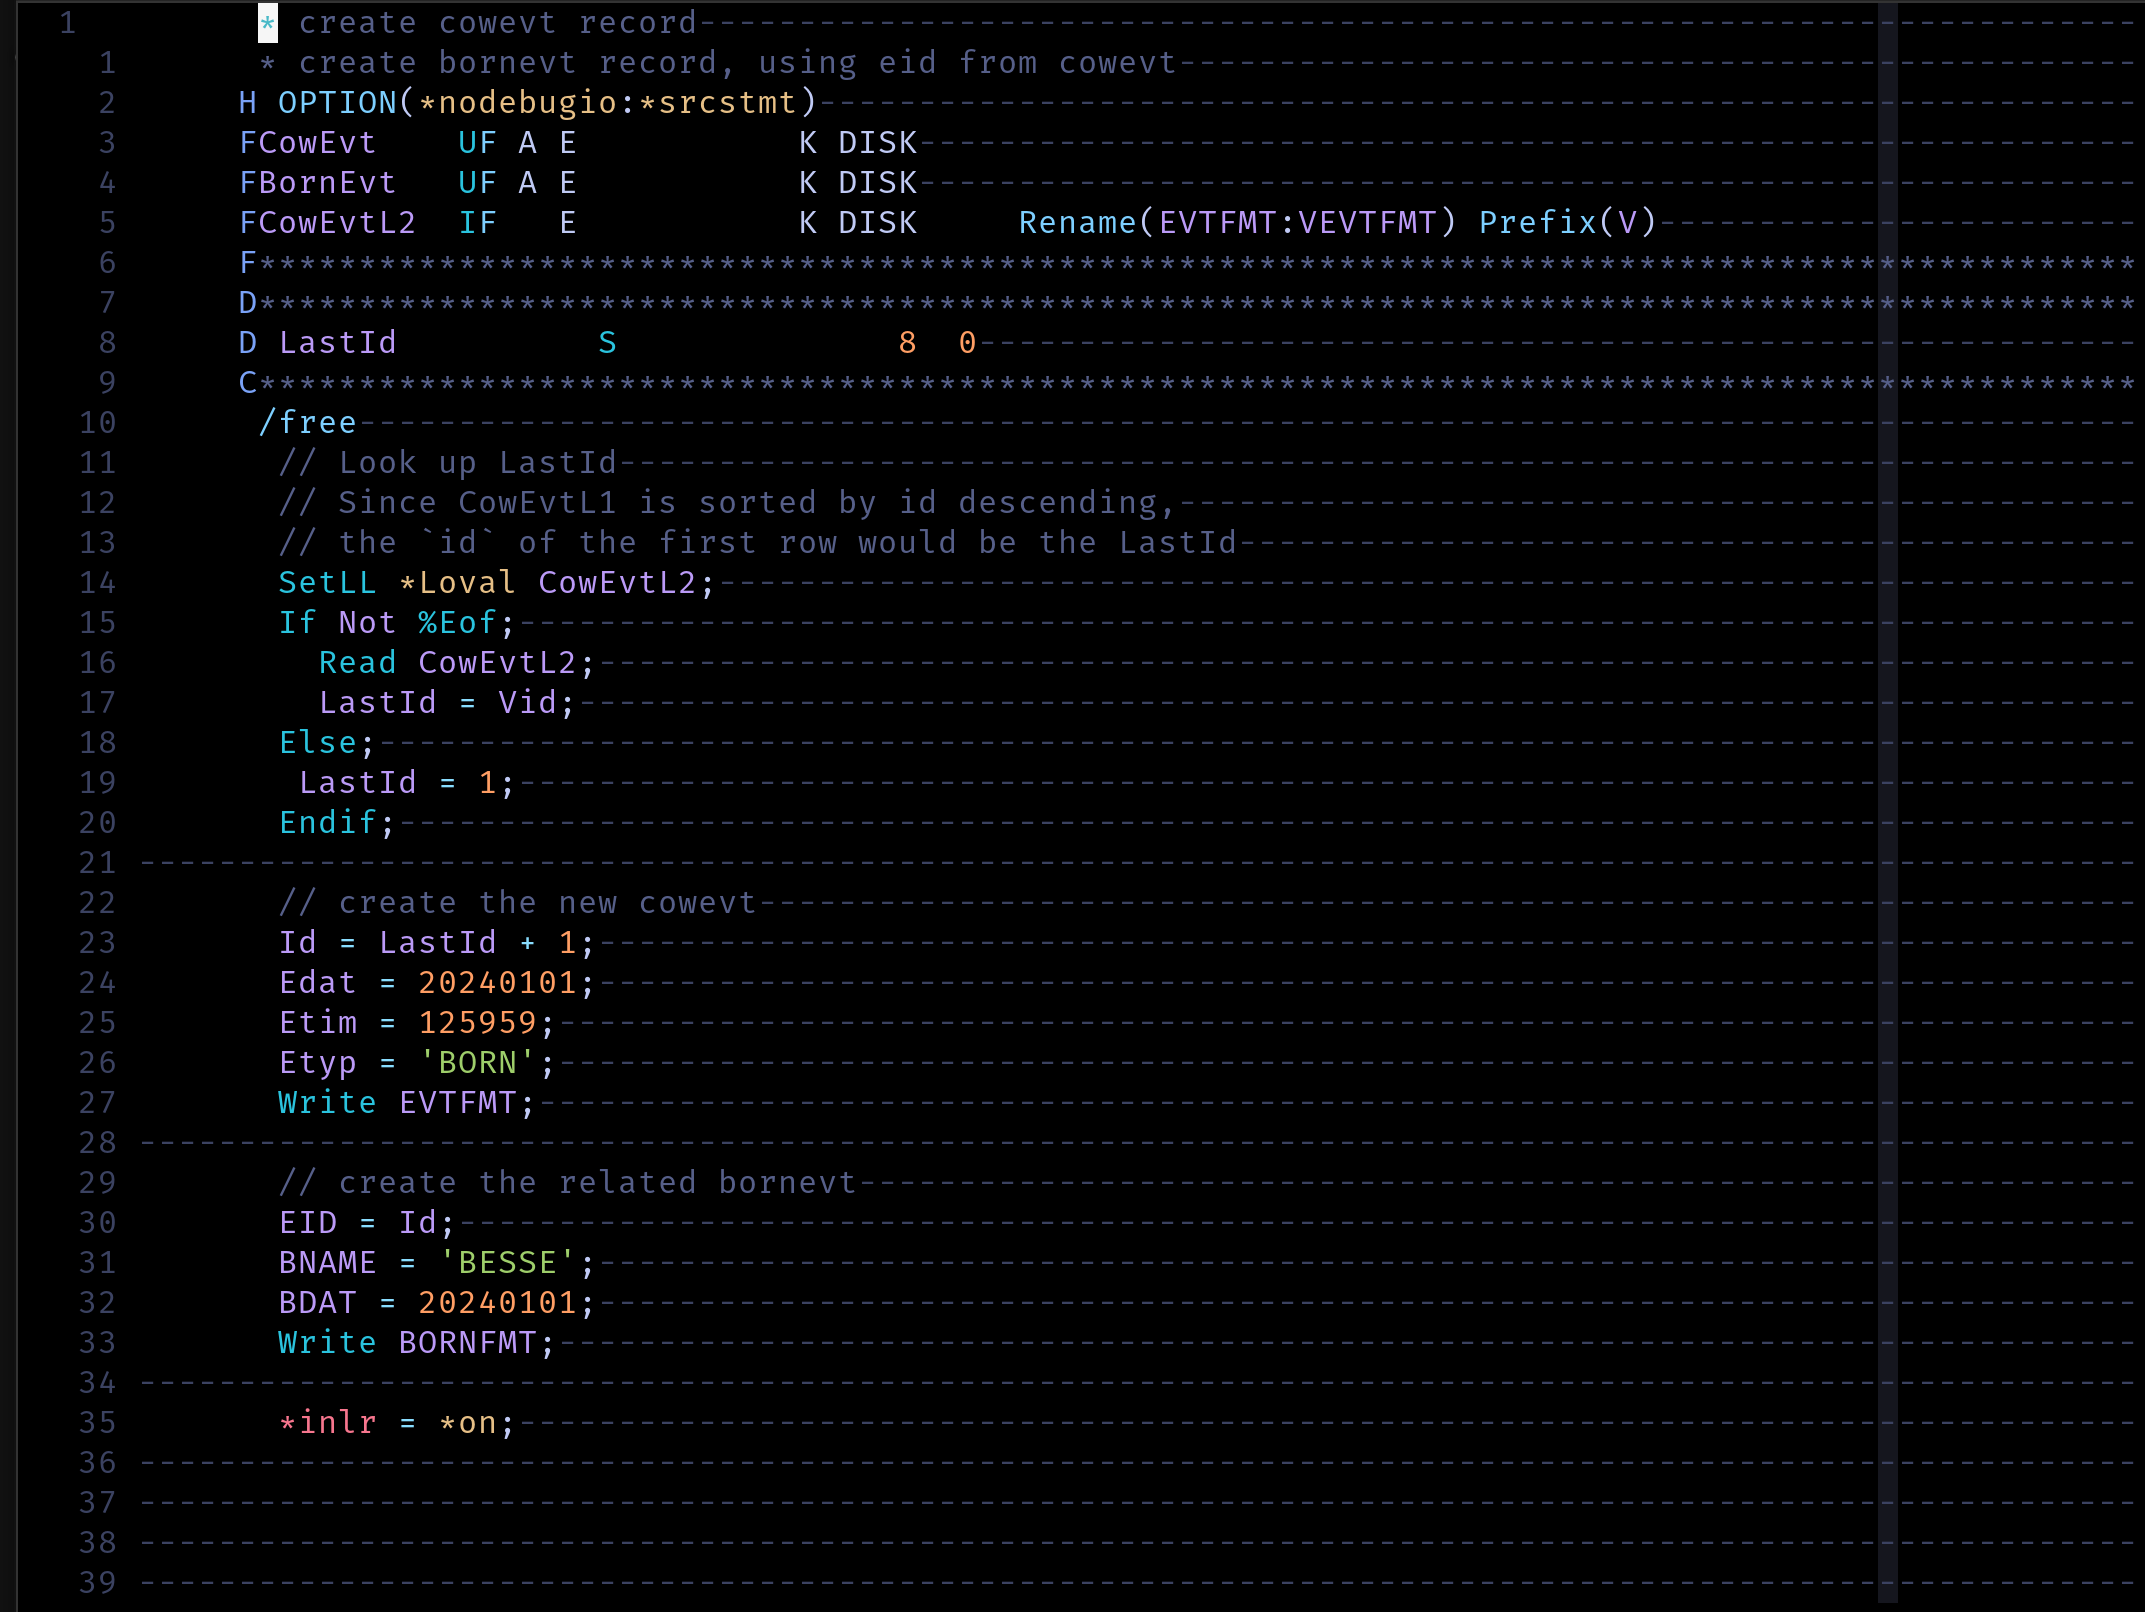 1 * create cowevt record
1 * create bornevt record, using eid from cowevt
2 H OPTION(*nodebugio:*srcstmt)
3 FCowEvt    UF A E           K DISK
4 FBornEvt   UF A E           K DISK
5 FCowEvtL2  IF   E           K DISK     Rename(EVTFMT:VEVTFMT) Prefix(V)
6 F**********************************************************************************************
7 D**********************************************************************************************
8 D LastId          S              8  0
9 C**********************************************************************************************
10 /free
11 // Look up LastId
12 // Since CowEvtL1 is sorted by id descending,
13 // the `id` of the first row would be the LastId
14 SetLL *Loval CowEvtL2;
15 If Not %Eof;
16 Read CowEvtL2;
17 LastId = Vid;
18 Else;
19 LastId = 1;
20 Endif;
21
22 // create the new cowevt
23 Id = LastId + 1;
24 Edat = 20240101;
25 Etim = 125959;
26 Etyp = 'BORN';
27 Write EVTFMT;
28
29 // create the related bornevt
30 EID = Id;
31 BNAME = 'BESSE';
32 BDAT = 20240101;
33 Write BORNFMT;
34
35 *inlr = *on;
36
37
38
39